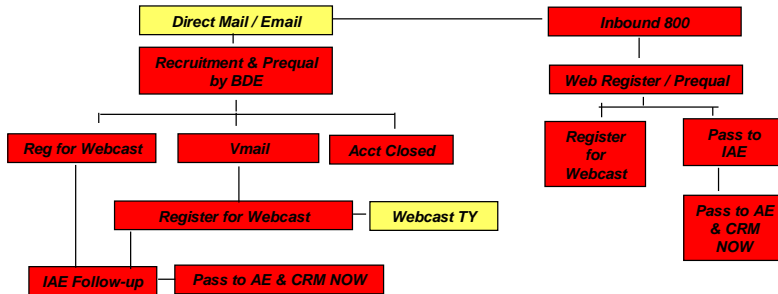 Direct Mail / Email
Inbound 800
Recruitment & Prequal
by BDE
Web Register / Prequal
Reg for Webcast
Vmail
Acct Closed
Register
for
Webcast
Pass to
IAE
Register for Webcast
Webcast TY
Pass to AE
& CRM
NOW
IAE Follow-up
Pass to AE & CRM NOW